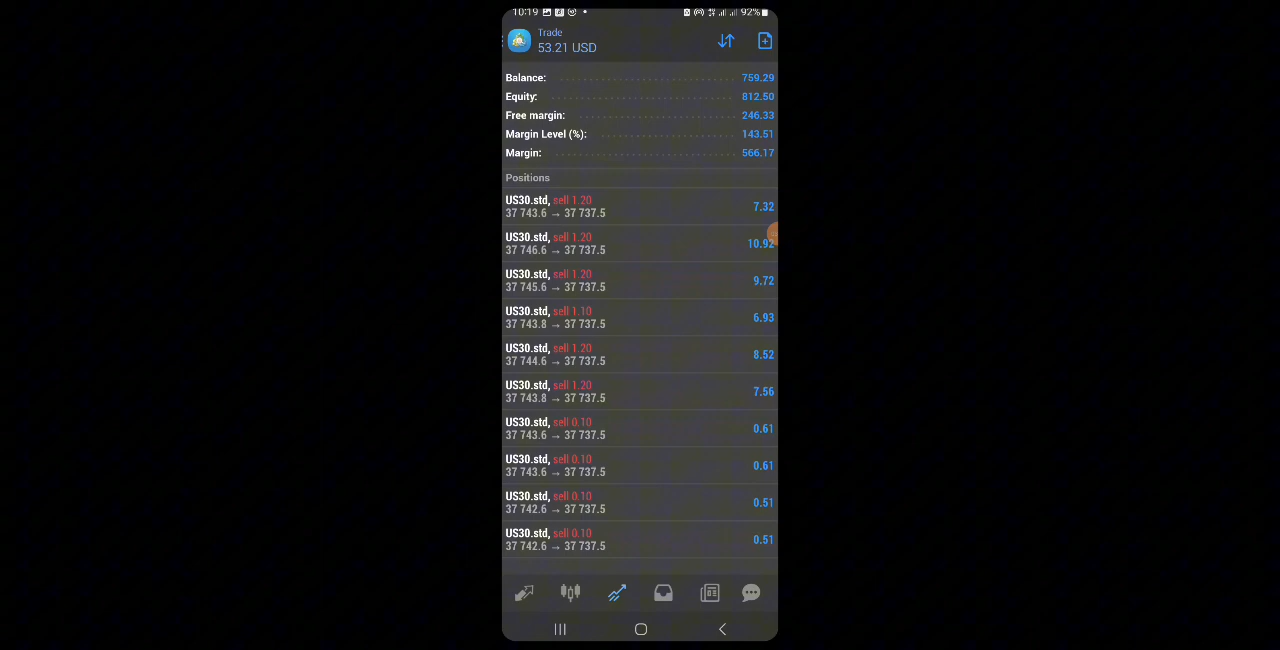 10:19 92%
Trade
53.21 USD
Balance: 759.29
Equity: 812.50
Free margin: 246.33
Margin Level (%): 143.51
Margin: 566.17
Positions
US30.std, sell 1.20
37 743.6 → 37 737.5 7.32
US30.std, sell 1.20
37 746.6 → 37 737.5 10.92
US30.std, sell 1.20
37 745.6 → 37 737.5 9.72
US30.std, sell 1.10
37 743.8 → 37 737.5 6.93
US30.std, sell 1.20
37 744.6 → 37 737.5 8.52
US30.std, sell 1.20
37 743.8 → 37 737.5 7.56
US30.std, sell 0.10
37 743.6 → 37 737.5 0.61
US30.std, sell 0.10
37 743.6 → 37 737.5 0.61
US30.std, sell 0.10
37 742.6 → 37 737.5 0.51
US30.std, sell 0.10
37 742.6 → 37 737.5 0.51